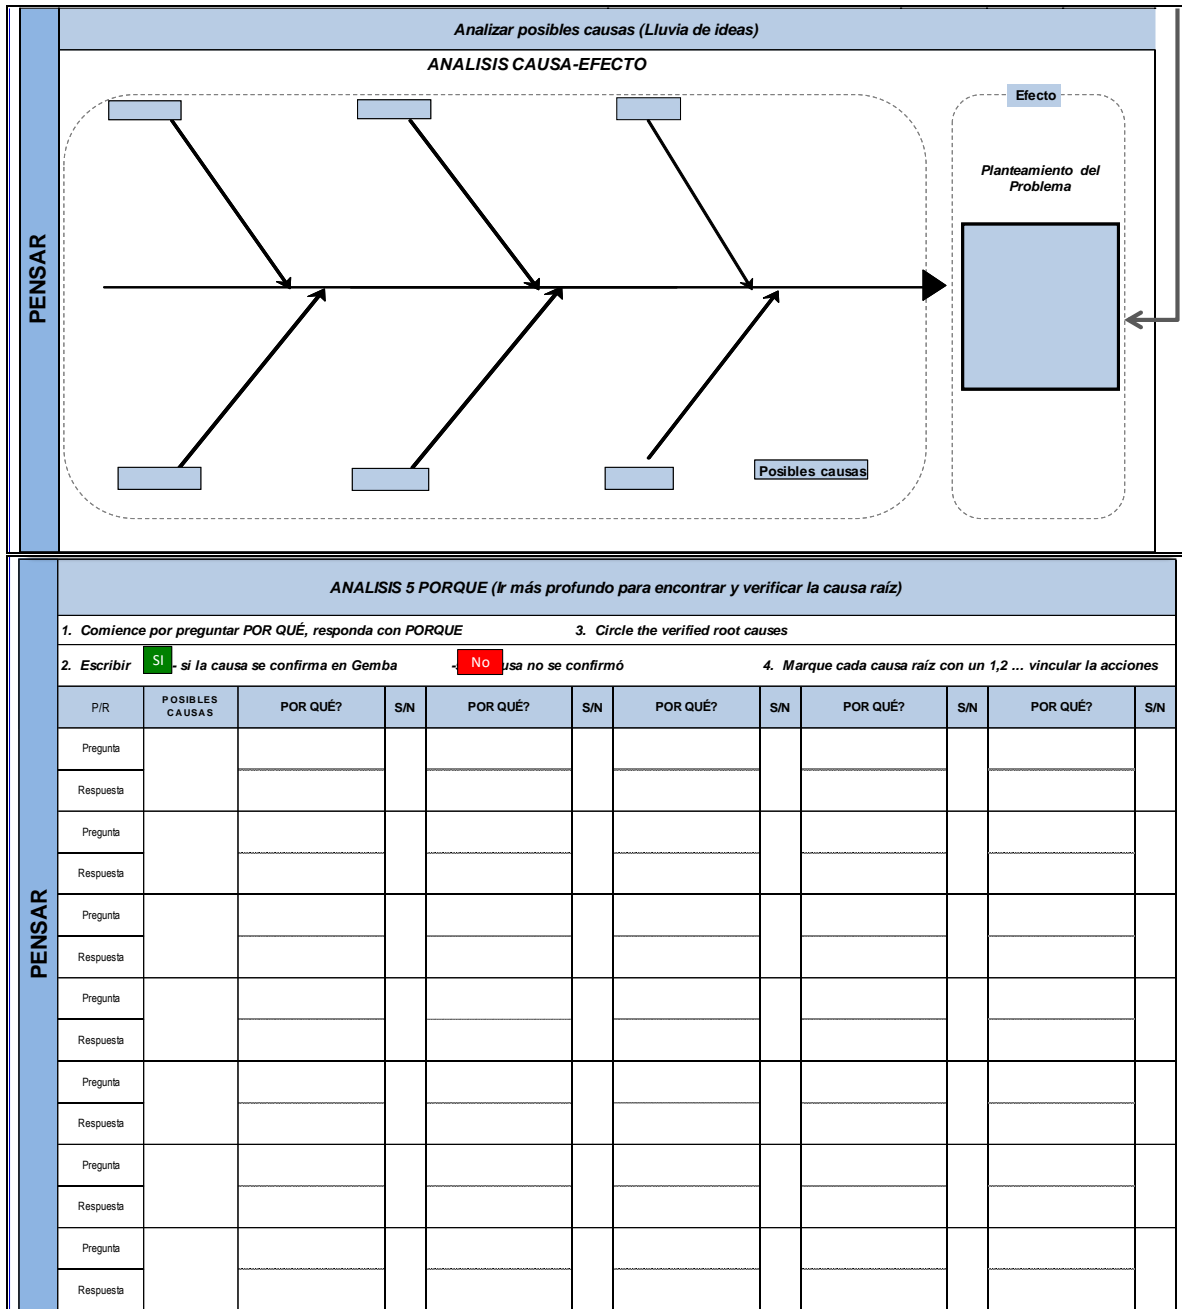 Analizar posibles causas (Lluvia de ideas)
ANALISIS CAUSA-EFECTO
Efecto
Planteamiento del
Problema
PENSAR
Posibles causas
ANALISIS 5 PORQUE (Ir más profundo para encontrar y verificar la causa raíz)
1. Comience por preguntar POR QUÉ, responda con PORQUE
3. Circle the verified root causes
2. Escribir SI - si la causa se confirma en Gemba
- No usa no se confirmó
4. Marque cada causa raíz con un 1,2 ... vincular la acciones
P/R POSIBLES CAUSAS POR QUÉ? S/N POR QUÉ? S/N POR QUÉ? S/N POR QUÉ? S/N POR QUÉ? S/N
Pregunta
Respuesta
Pregunta
Respuesta
PENSAR
Pregunta
Respuesta
Pregunta
Respuesta
Pregunta
Respuesta
Pregunta
Respuesta
Pregunta
Respuesta